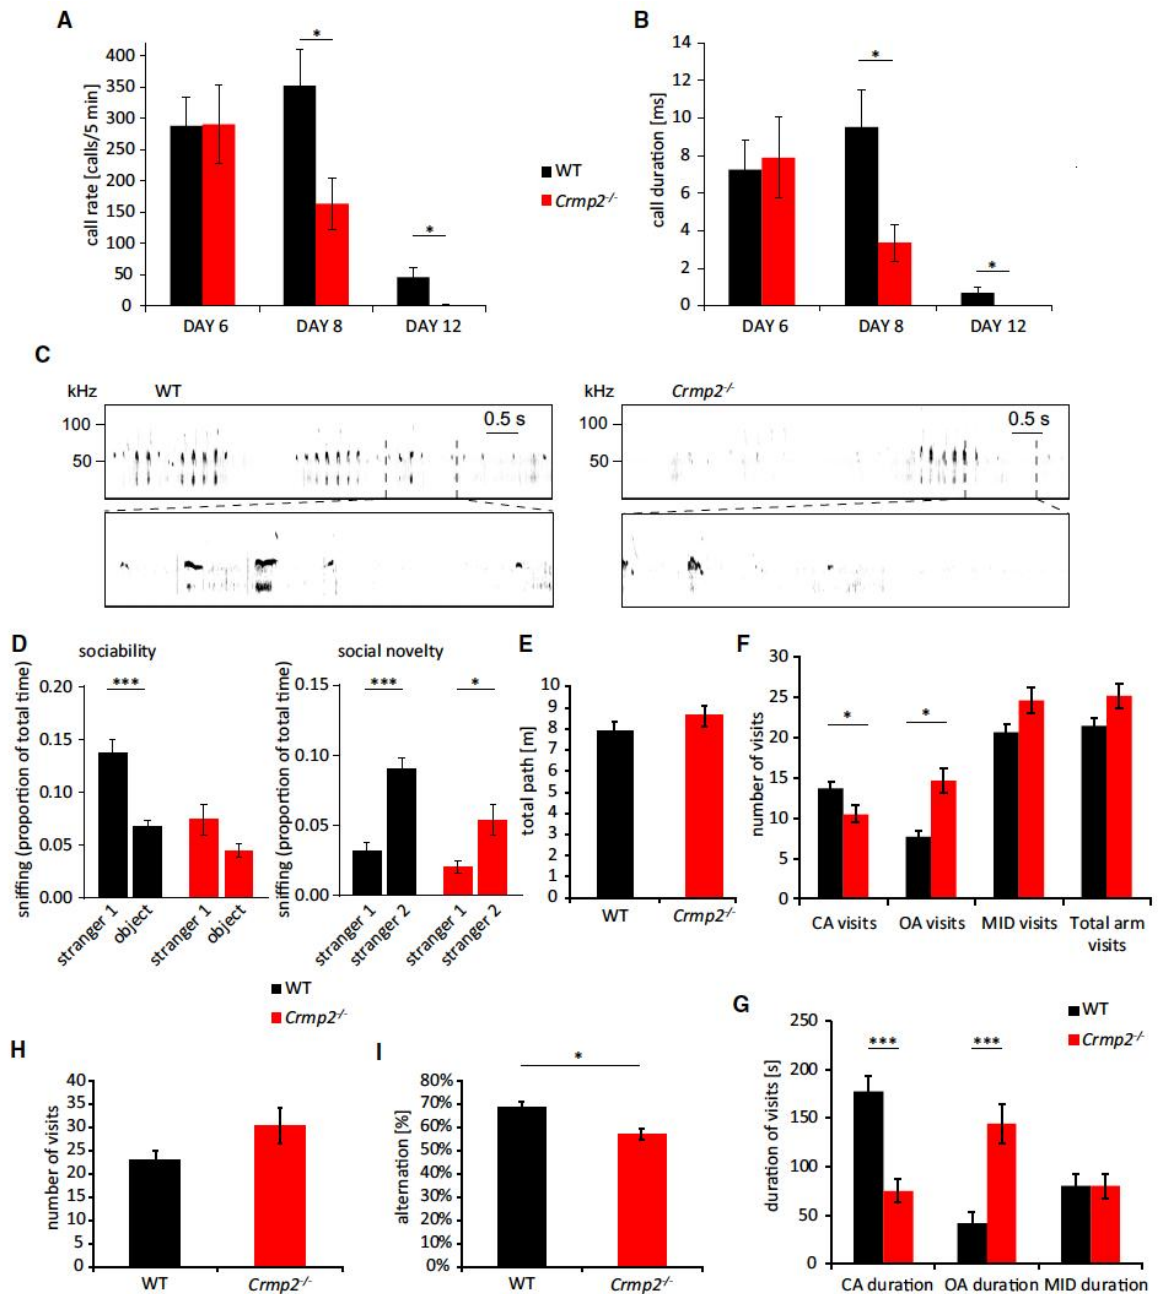 A
call rate [calls/5 min]
400
350
300
250
200
150
100
50
0
*
*
DAY 6 DAY 8 DAY 12
WT
Crmp2-/-
B
call duration [ms]
14
12
10
8
6
4
2
0
*
*
DAY 6 DAY 8 DAY 12
C
kHz WT
100
50
0.5 s
kHz Crmp2-/-
100
50
0.5 s
D
sociability
sniffing (proportion of total time)
0.20
0.15
0.10
0.05
0.00
***
stranger 1
object
stranger 1
object
social novelty
sniffing (proportion of total time)
0.15
0.10
0.05
0.00
***
*
stranger 1
stranger 2
stranger 1
stranger 2
WT
Crmp2-/-
E
total path [m]
10
9
8
7
6
5
4
3
2
1
0
WT Crmp2-/-
F
number of visits
30
25
20
15
10
5
0
*
*
CA visits OA visits MID visits Total arm
visits
H
number of visits
40
35
30
25
20
15
10
5
0
WT Crmp2-/-
I
alternation [%]
80%
70%
60%
50%
40%
30%
20%
10%
0%
*
WT Crmp2-/-
G
WT
Crmp2-/-
duration of visits [s]
250
200
150
100
50
0
***
***
CA duration OA duration MID duration